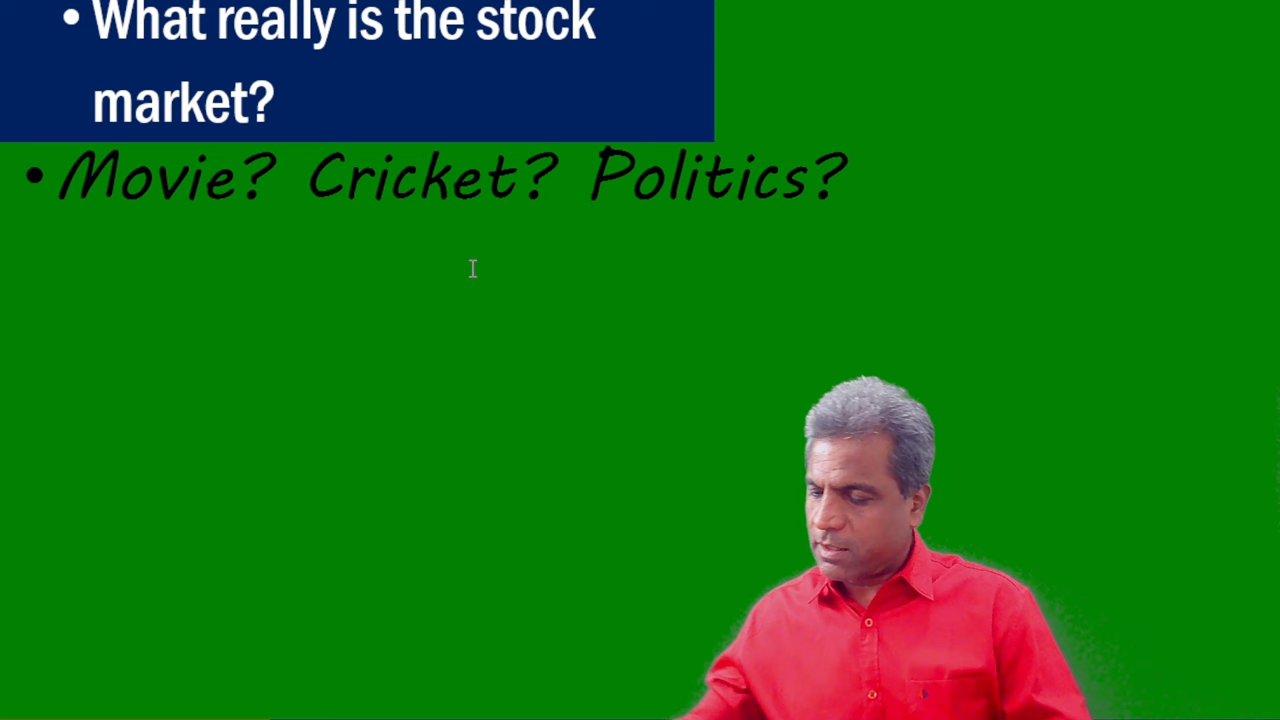 • What really is the stock
market?
• Movie? Cricket? Politics?